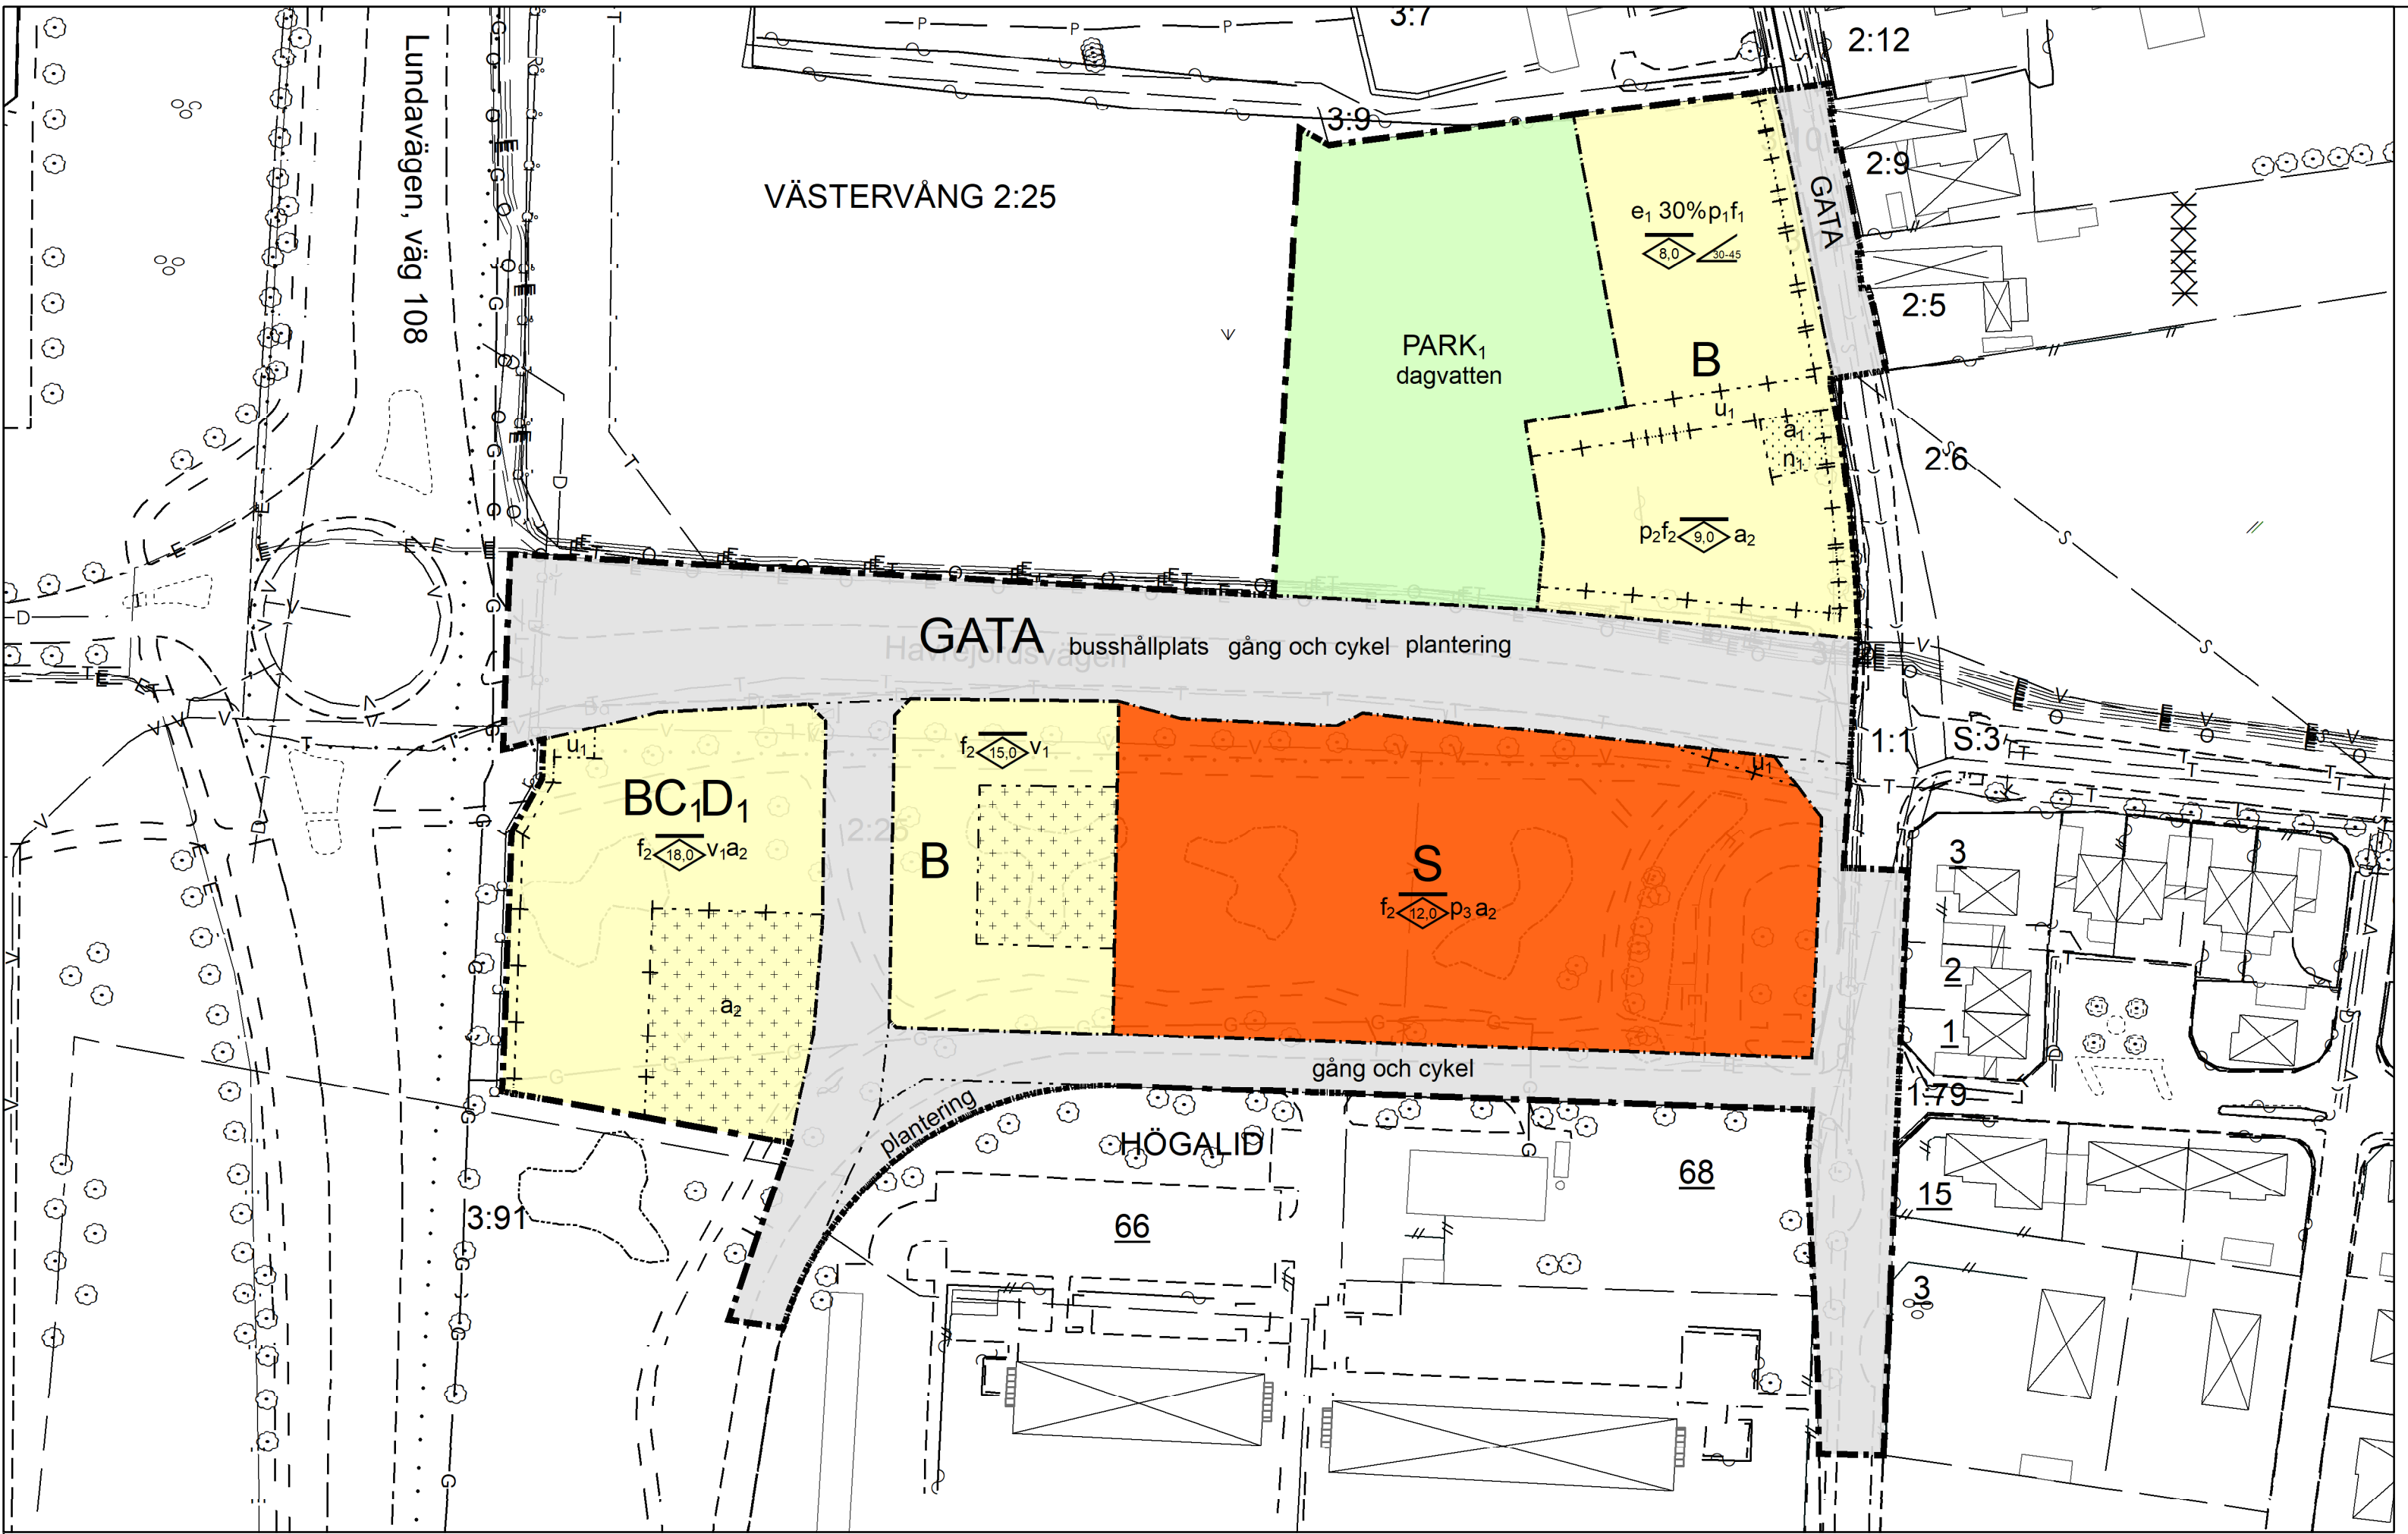 3:7
2:12
3:9
2:9
Lundavägen, väg 108
VÄSTERVÅNG 2:25
GATA
e₁ 30%p₁f₁
8,0 30-45
2:5
PARK₁
dagvatten
B
u₁
a₁
n₁
2:6
p₂f₂ 9,0 a₂
GATA busshållplats gång och cykel plantering
Havrejordsvägen
1:1
S:3
u₁
f₂ 15,0 v₁
u₁
BC₁D₁
f₂ 18,0 v₁a₂
2:25
B
S
f₂ 12,0 p₃ a₂
3
2
a₂
1
gång och cykel
1:79
plantering
HÖGALID
68
15
3:91
66
3